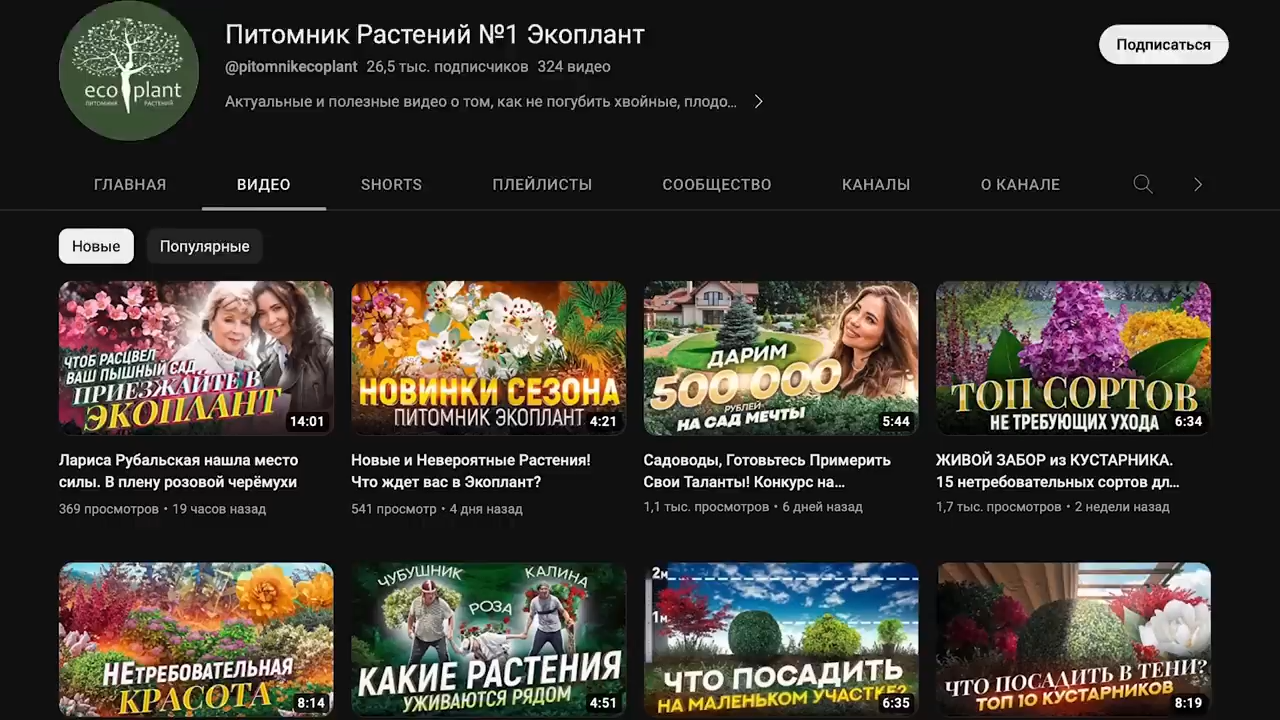 eco plant
ПИТОМНИК РАСТЕНИЙ
Питомник Растений №1 Экоплант
@pitomnikecoplant 26,5 тыс. подписчиков 324 видео
Актуальные и полезные видео о том, как не погубить хвойные, плодо...
Подписаться
ГЛАВНАЯ ВИДЕО SHORTS ПЛЕЙЛИСТЫ СООБЩЕСТВО КАНАЛЫ О КАНАЛЕ
Новые Популярные
ЧТОБ РАСЦВЕЛ
ВАШ ПЫШНЫЙ САД
ПРИЕЗЖАЙТЕ В
ЭКОПЛАНТ
14:01
НОВИНКИ СЕЗОНА
ПИТОМНИК ЭКОПЛАНТ
4:21
ДАРИМ
500 000
РУБЛЕЙ
НА САД МЕЧТЫ
5:44
ТОП СОРТОВ
НЕ ТРЕБУЮЩИХ УХОДА
6:34
Лариса Рубальская нашла место
силы. В плену розовой черёмухи
369 просмотров • 19 часов назад
Новые и Невероятные Растения!
Что ждет вас в Экоплант?
541 просмотр • 4 дня назад
Садоводы, Готовьтесь Примерить
Свои Таланты! Конкурс на...
1,1 тыс. просмотров • 6 дней назад
ЖИВОЙ ЗАБОР из КУСТАРНИКА.
15 нетребовательных сортов дл...
1,7 тыс. просмотров • 2 недели назад
НЕТРЕБОВАТЕЛЬНАЯ
КРАСОТА
8:14
ЧУБУШНИК
РОЗА
КАЛИНА
КАКИЕ РАСТЕНИЯ
УЖИВАЮТСЯ РЯДОМ
4:51
2м
1м
ЧТО ПОСАДИТЬ
НА МАЛЕНЬКОМ УЧАСТКЕ?
6:35
ЧТО ПОСАДИТЬ В ТЕНИ?
ТОП 10 КУСТАРНИКОВ
8:19